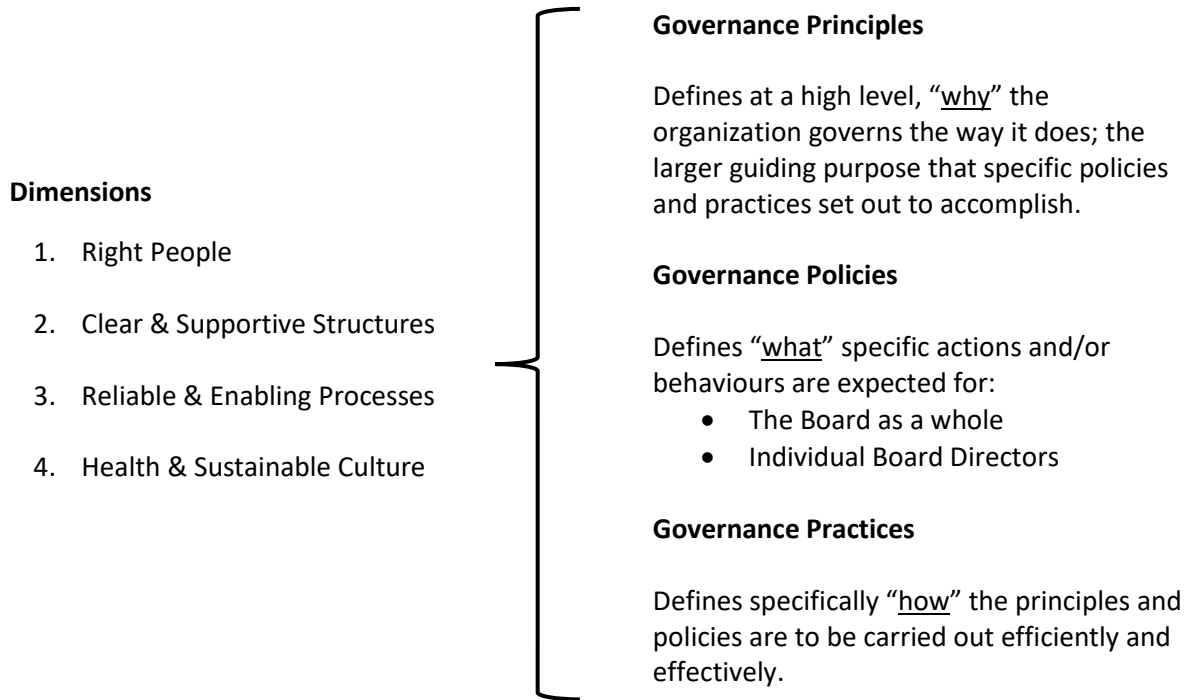 Dimensions
1. Right People
2. Clear & Supportive Structures
3. Reliable & Enabling Processes
4. Health & Sustainable Culture
Governance Principles
Defines at a high level, “why” the
organization governs the way it does; the
larger guiding purpose that specific policies
and practices set out to accomplish.
Governance Policies
Defines “what” specific actions and/or
behaviours are expected for:
• The Board as a whole
• Individual Board Directors
Governance Practices
Defines specifically “how” the principles and
policies are to be carried out efficiently and
effectively.